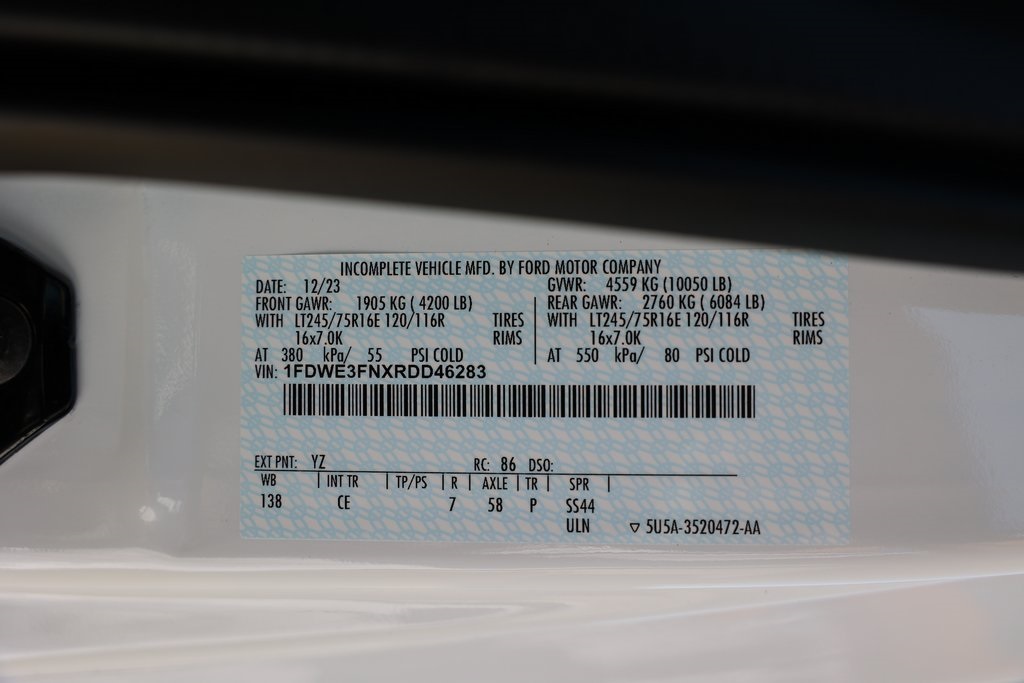 INCOMPLETE VEHICLE MFD. BY FORD MOTOR COMPANY
DATE: 12/23 GVWR: 4559 KG (10050 LB)
FRONT GAWR: 1905 KG ( 4200 LB) REAR GAWR: 2760 KG ( 6084 LB)
WITH LT245/75R16E 120/116R TIRES WITH LT245/75R16E 120/116R TIRES
16x7.0K RIMS 16x7.0K RIMS
AT 380 kPa/ 55 PSI COLD AT 550 kPa/ 80 PSI COLD
VIN: 1FDWE3FNXRDD46283
EXT PNT: YZ RC: 86 DSO:
WB INT TR TP/PS R AXLE TR SPR
138 CE 7 58 P SS44
ULN ▽ 5U5A-3520472-AA